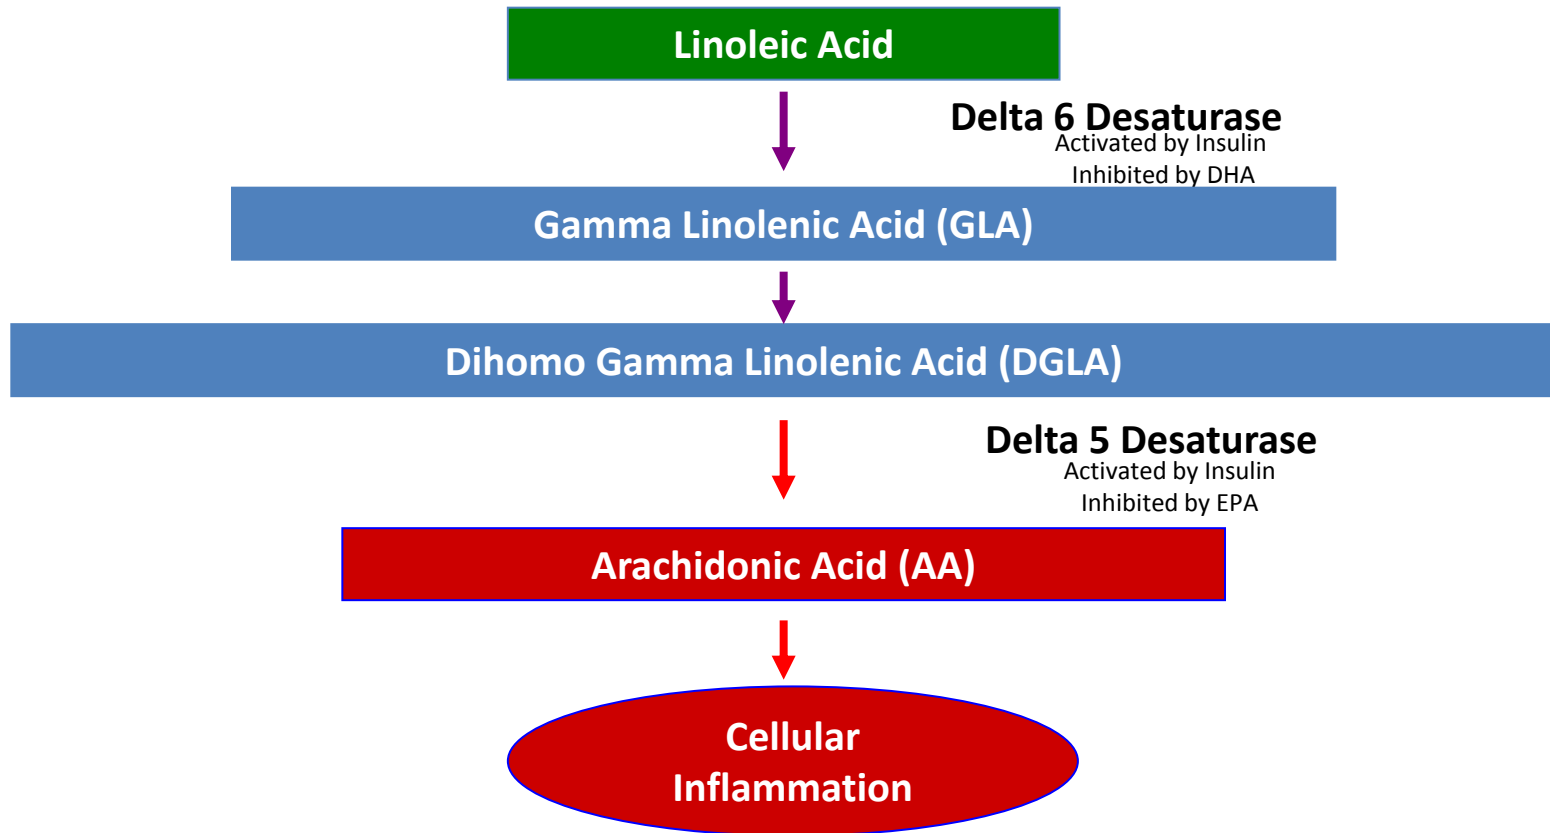 Linoleic Acid
Delta 6 Desaturase
Activated by Insulin
Inhibited by DHA
Gamma Linolenic Acid (GLA)
Dihomo Gamma Linolenic Acid (DGLA)
Delta 5 Desaturase
Activated by Insulin
Inhibited by EPA
Arachidonic Acid (AA)
Cellular
Inflammation